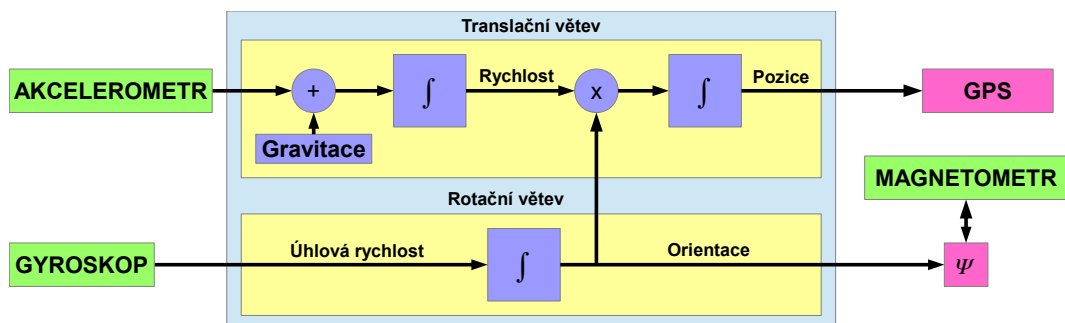 Translační větev
AKCELEROMETR
+
∫
Rychlost
x
∫
Pozice
GPS
Gravitace
MAGNETOMETR
Rotační větev
GYROSKOP
Úhlová rychlost
∫
Orientace
Ψ